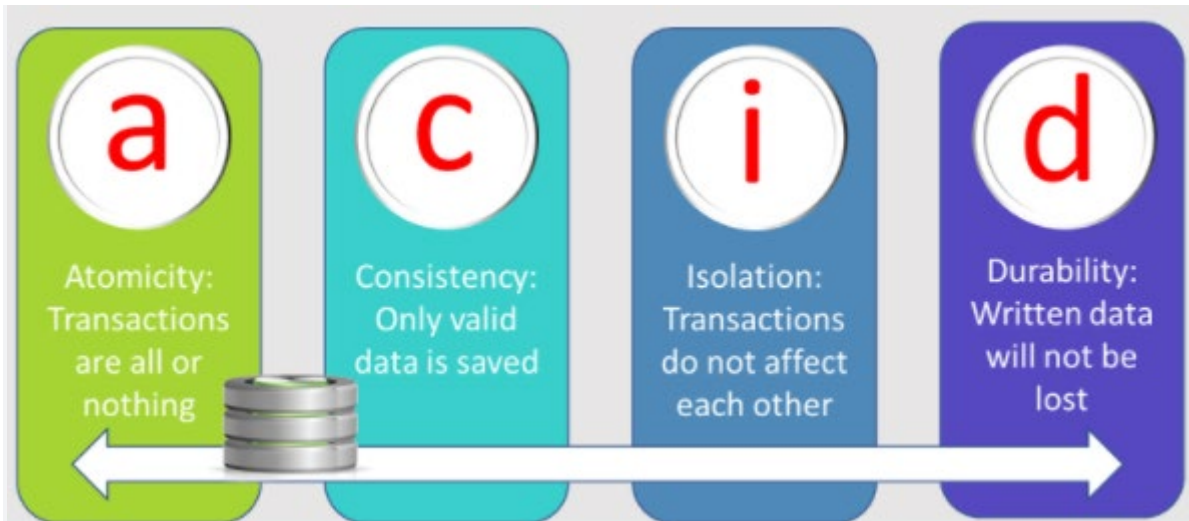 a
Atomicity:
Transactions
are all or
nothing
c
Consistency:
Only valid
data is saved
i
Isolation:
Transactions
do not affect
each other
d
Durability:
Written data
will not be
lost